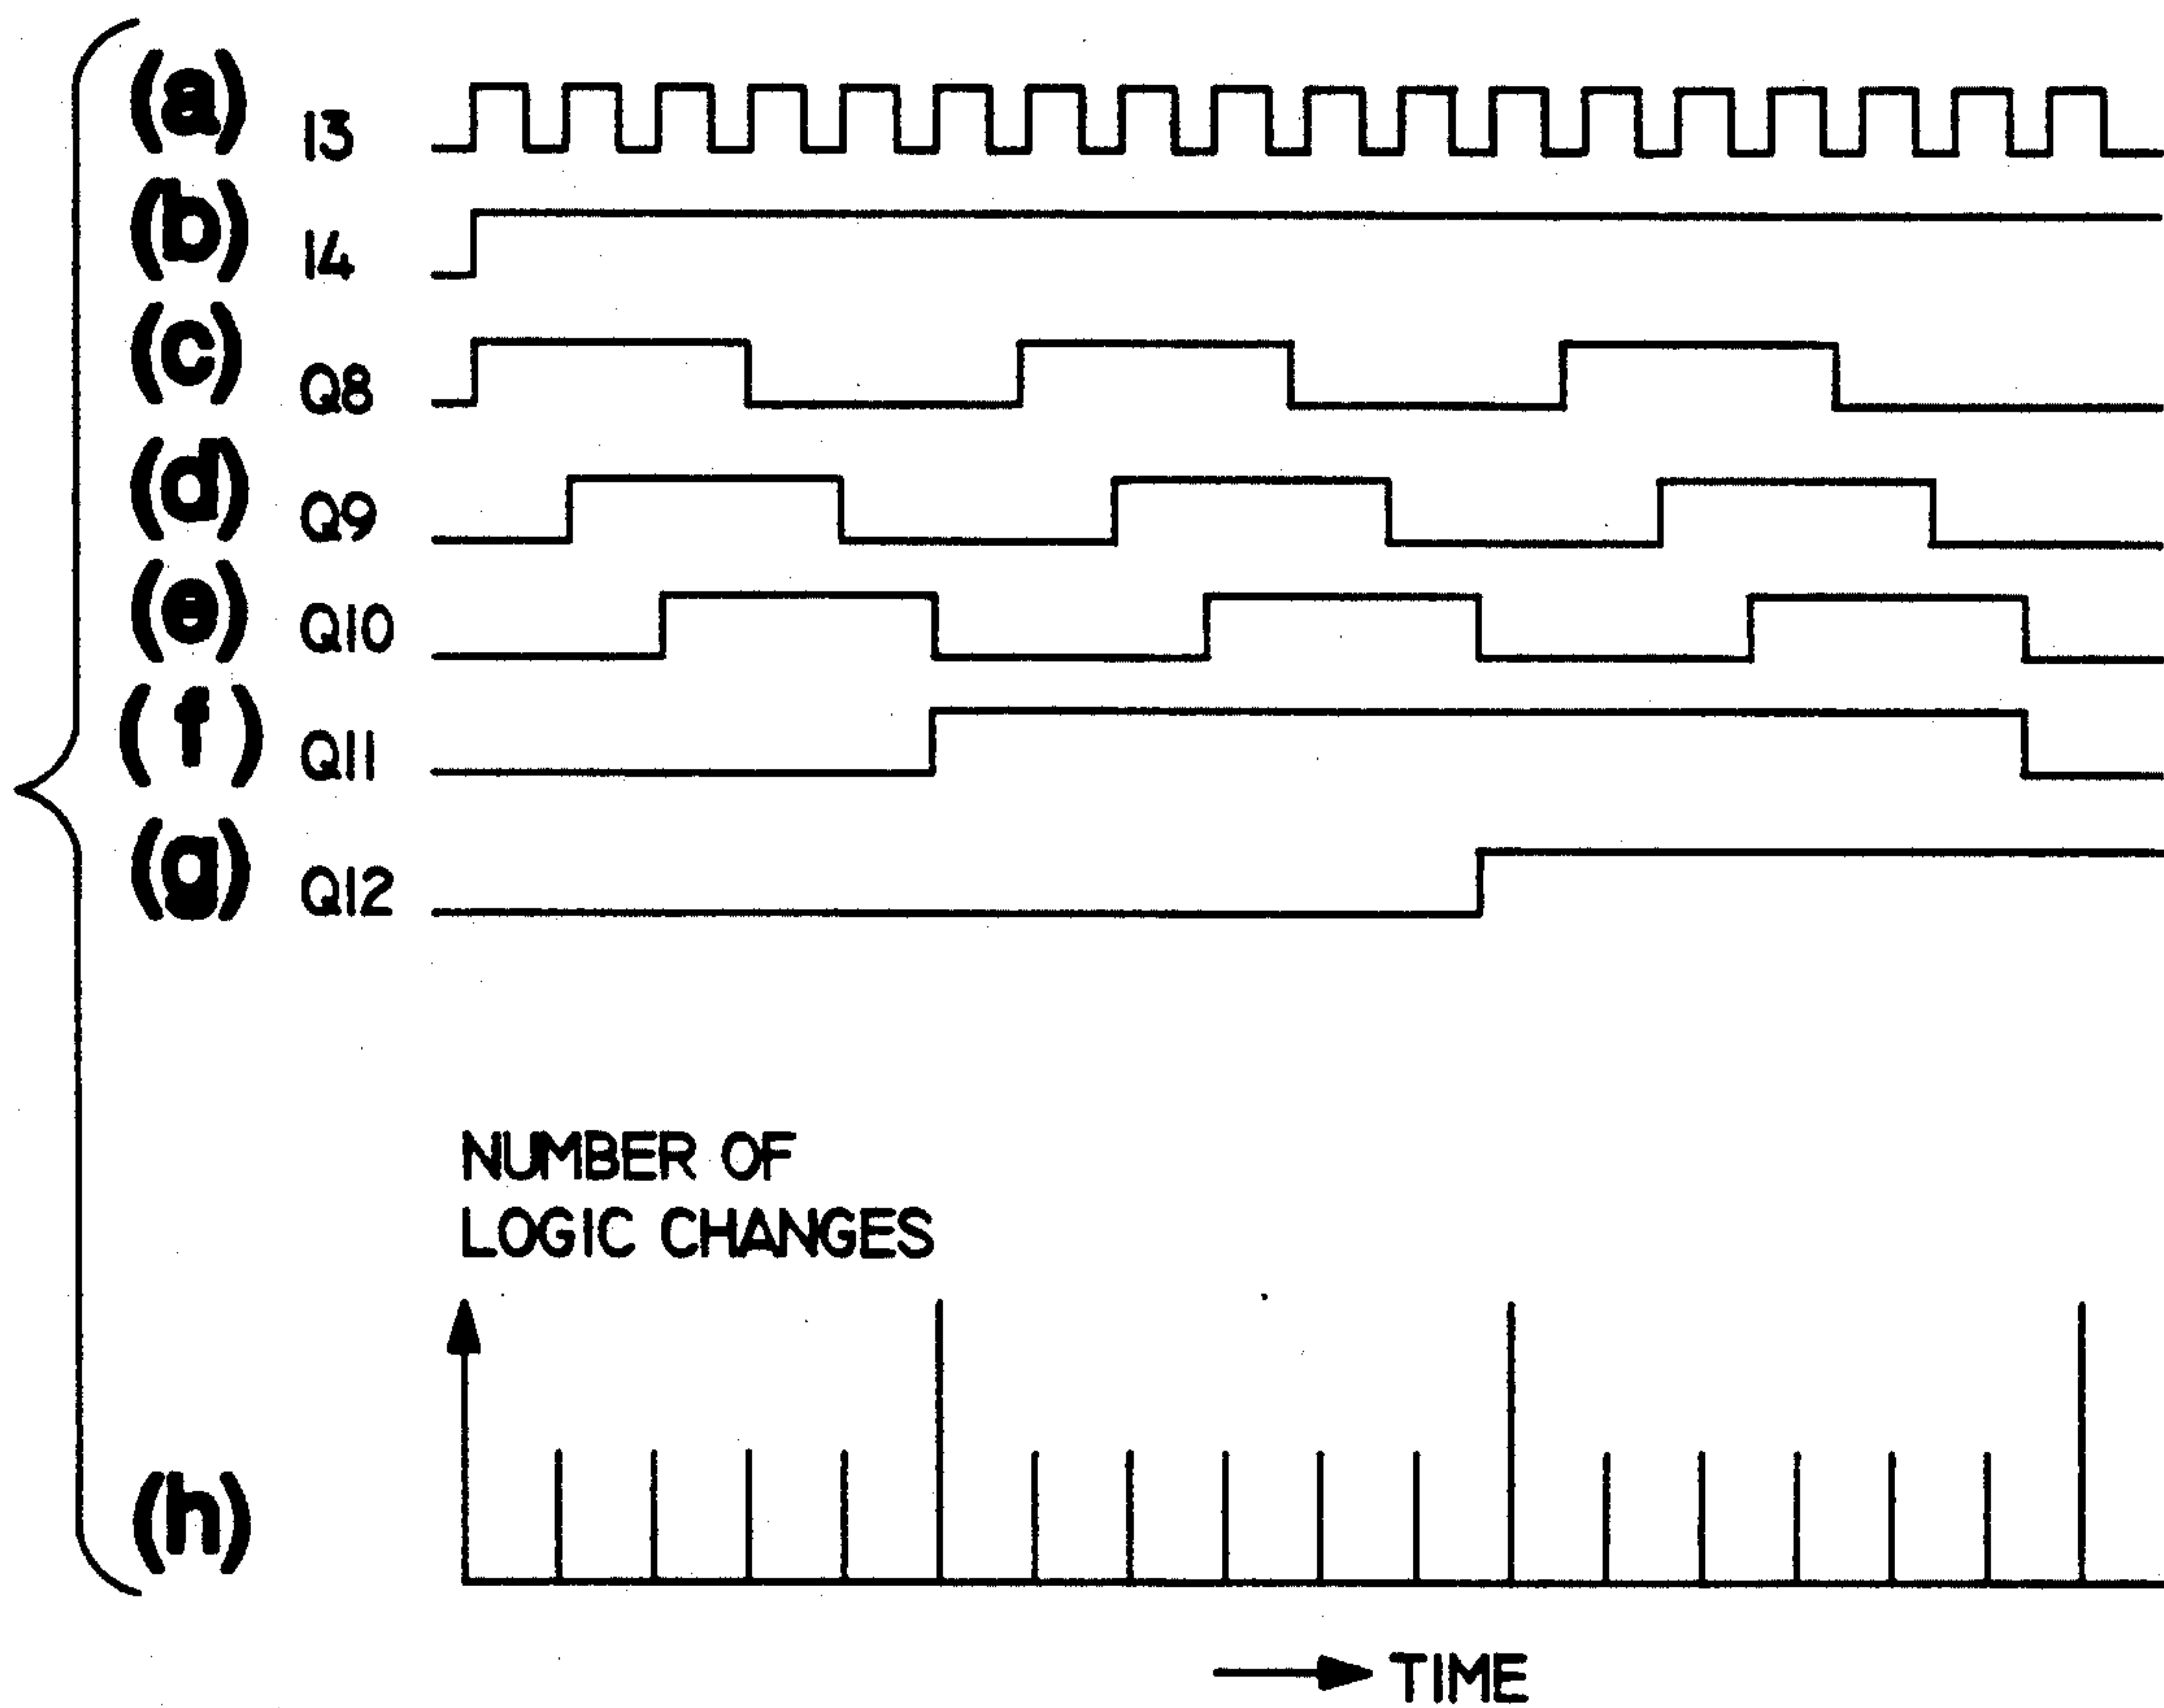 (a) I3
(b) I4
(c) Q8
(d) Q9
(e) Q10
(f) Q11
(g) Q12
NUMBER OF
LOGIC CHANGES
(h)
TIME